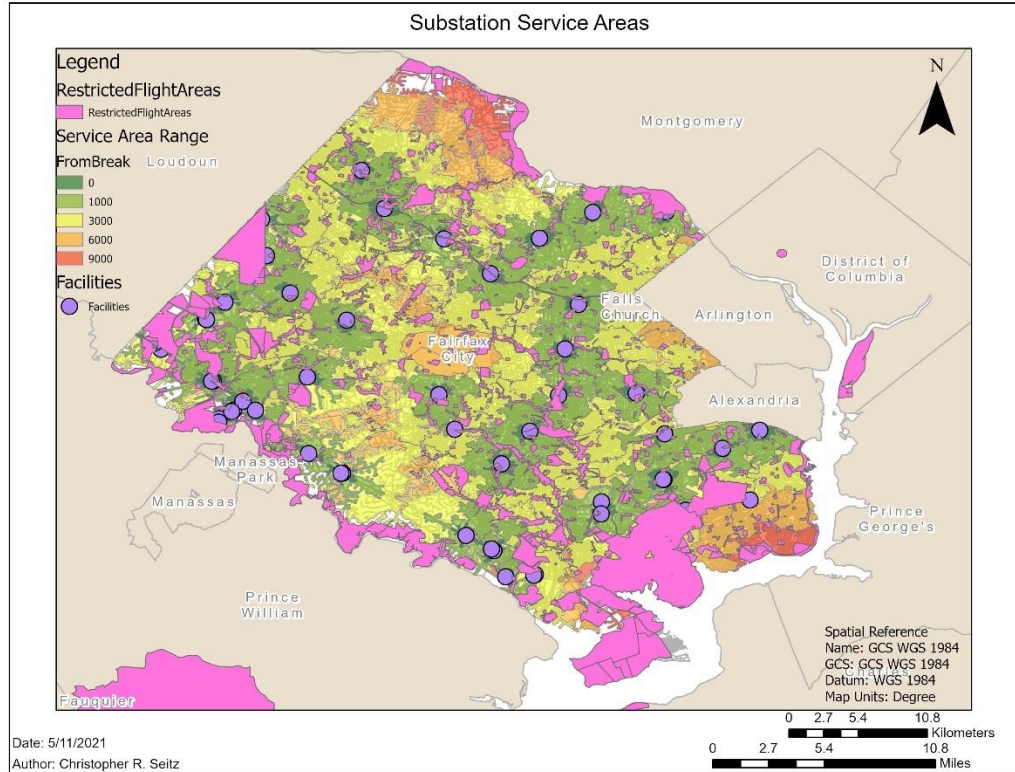 Substation Service Areas
Legend
RestrictedFlightAreas
RestrictedFlightAreas
Service Area Range
FromBreak
0
1000
3000
6000
9000
Facilities
Facilities
N
Loudoun
Montgomery
District of
Columbia
Falls
Church
Arlington
Fairfax
City
Alexandria
Manassas
Park
Manassas
Prince
George's
Prince
William
Fauquier
Charles
Spatial Reference
Name: GCS WGS 1984
GCS: GCS WGS 1984
Datum: WGS 1984
Map Units: Degree
0 2.7 5.4 10.8
Kilometers
0 2.7 5.4 10.8
Miles
Date: 5/11/2021
Author: Christopher R. Seitz